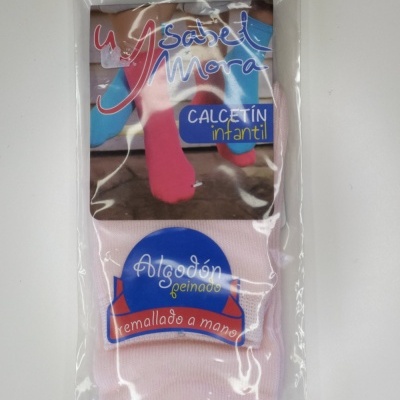 Ysabel
Mora
CALCETÍN
infantil
Algodón
peinado
remallado a mano